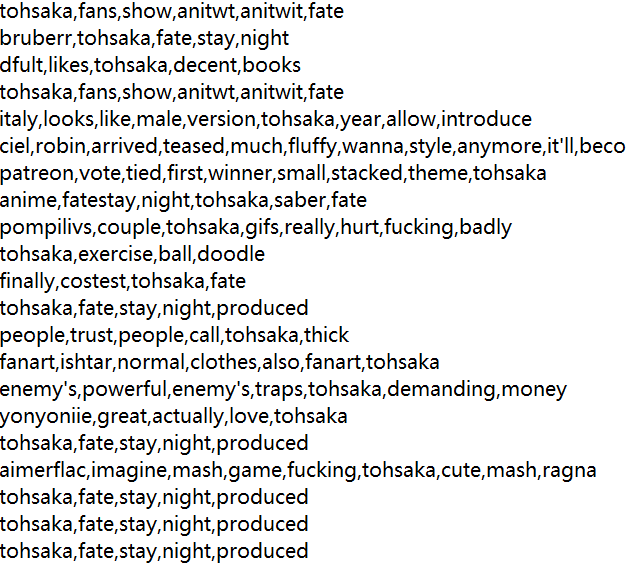 tohsaka,fans,show,anitwt,anitwit,fate
bruberr,tohsaka,fate,stay,night
dfult,likes,tohsaka,decent,books
tohsaka,fans,show,anitwt,anitwit,fate
italy,looks,like,male,version,tohsaka,year,allow,introduce
ciel,robin,arrived,teased,much,fluffy,wanna,style,anymore,it'll,beco
patreon,vote,tied,first,winner,small,stacked,theme,tohsaka
anime,fatestay,night,tohsaka,saber,fate
pompilivs,couple,tohsaka,gifs,really,hurt,fucking,badly
tohsaka,exercise,ball,doodle
finally,costest,tohsaka,fate
tohsaka,fate,stay,night,produced
people,trust,people,call,tohsaka,thick
fanart,ishtar,normal,clothes,also,fanart,tohsaka
enemy's,powerful,enemy's,traps,tohsaka,demanding,money
yonyoniie,great,actually,love,tohsaka
tohsaka,fate,stay,night,produced
aimerflac,imagine,mash,game,fucking,tohsaka,cute,mash,ragna
tohsaka,fate,stay,night,produced
tohsaka,fate,stay,night,produced
tohsaka,fate,stay,night,produced